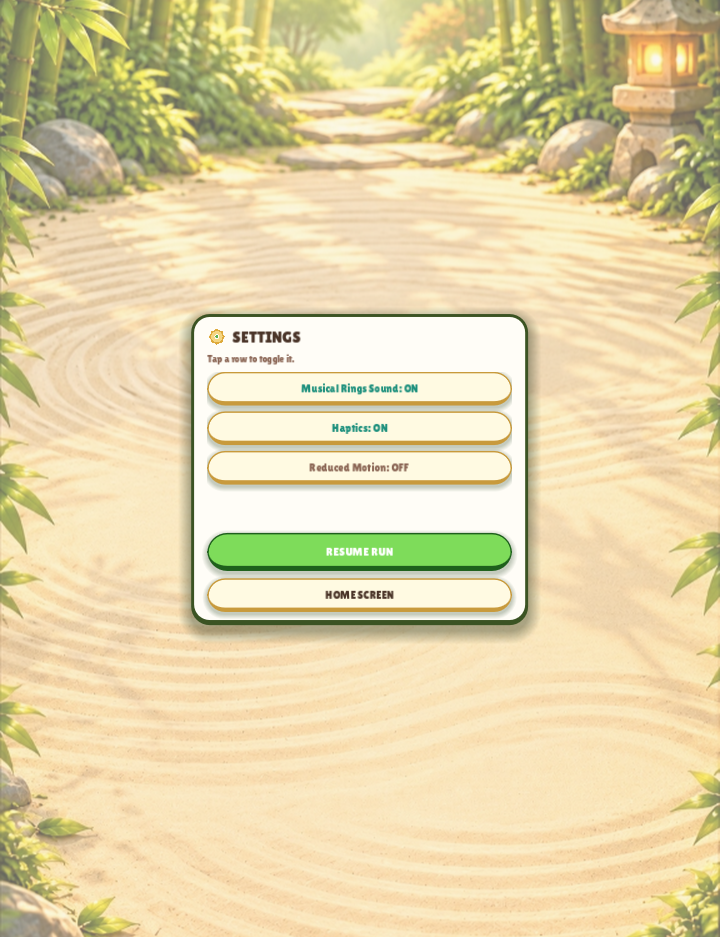 SETTINGS
Tap a row to toggle it.
Musical Rings Sound: ON
Haptics: ON
Reduced Motion: OFF
RESUME RUN
HOME SCREEN